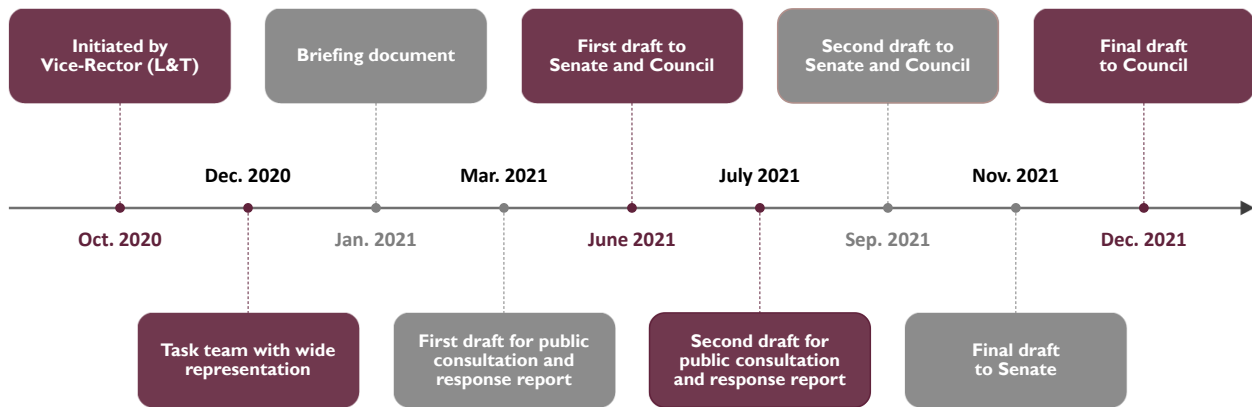 Initiated by
Vice-Rector (L&T)
Briefing document
First draft to
Senate and Council
Second draft to
Senate and Council
Final draft
to Council
Dec. 2020
Mar. 2021
July 2021
Nov. 2021
Oct. 2020
Jan. 2021
June 2021
Sep. 2021
Dec. 2021
Task team with wide
representation
First draft for public
consultation and
response report
Second draft for
public consultation
and response report
Final draft
to Senate